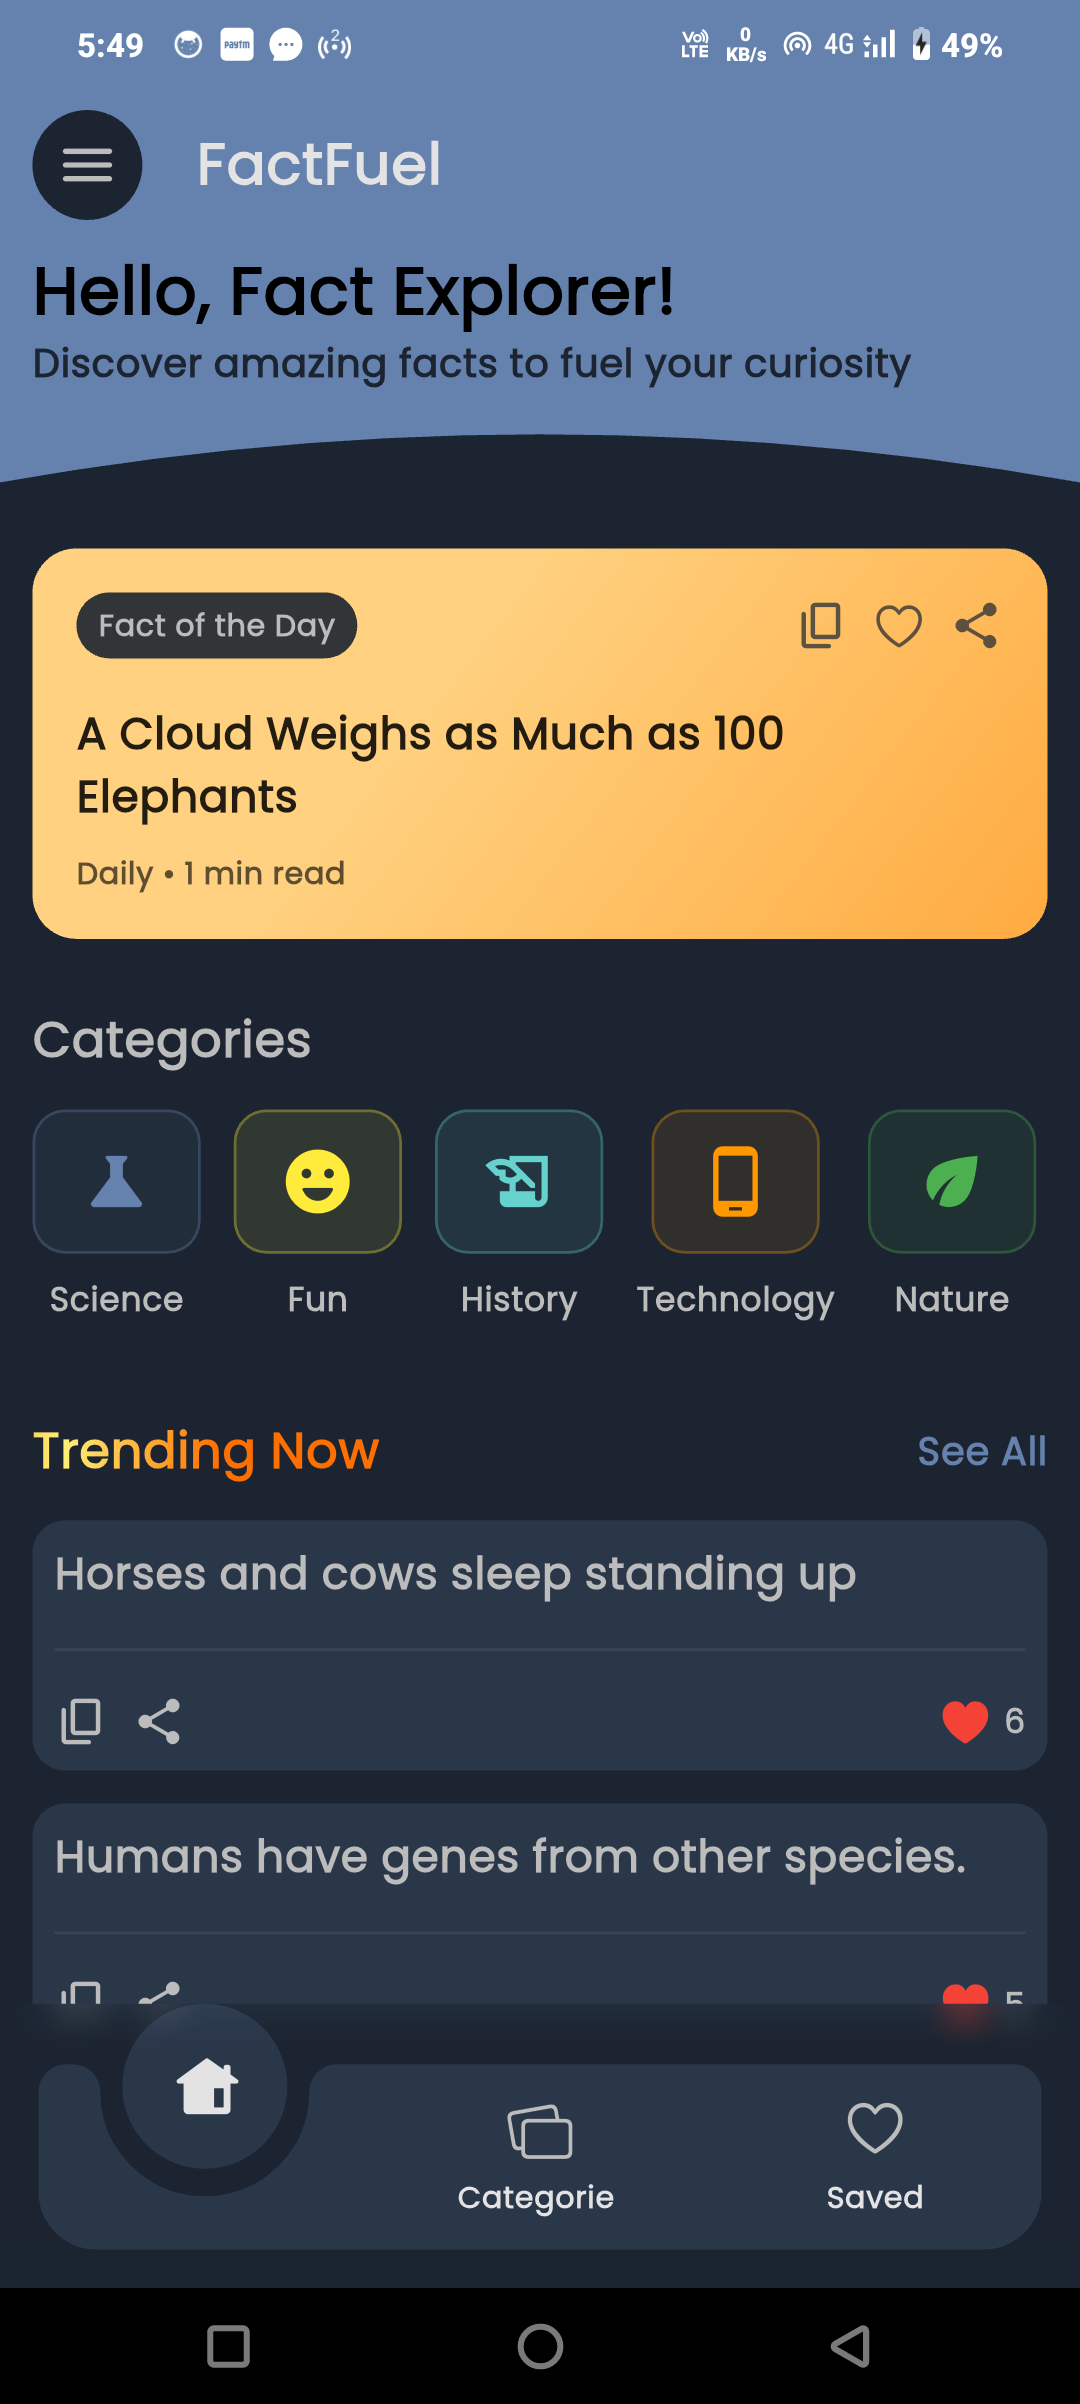 5:49
paytm
2
Vo))
LTE
0
KB/s
4G
49%
FactFuel
Hello, Fact Explorer!
Discover amazing facts to fuel your curiosity
Fact of the Day
A Cloud Weighs as Much as 100
Elephants
Daily • 1 min read
Categories
Science
Fun
History
Technology
Nature
Trending Now
See All
Horses and cows sleep standing up
6
Humans have genes from other species.
5
Categorie
Saved